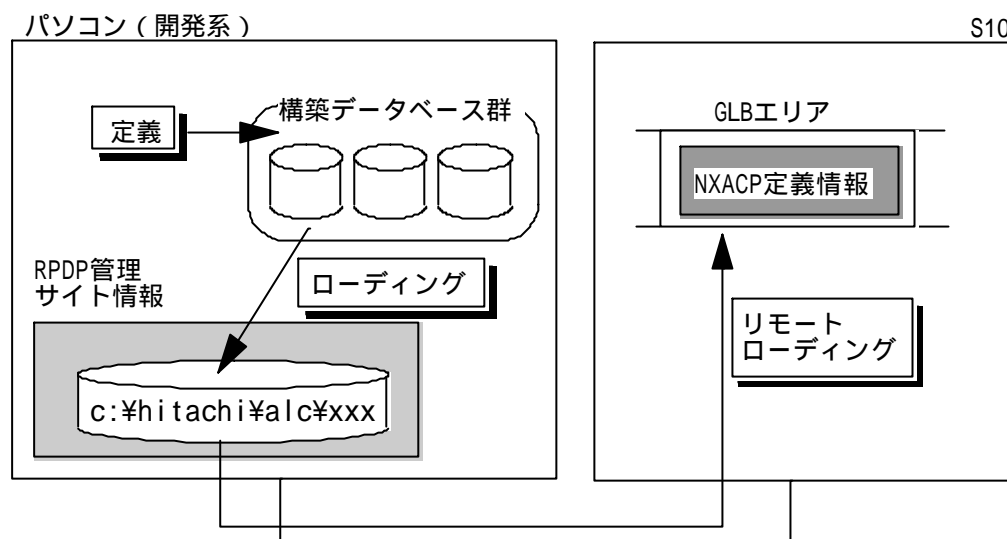 パソコン（開発系）
S10
定義
構築データベース群
GLBエリア
NXACP定義情報
RPDP管理
サイト情報
ローディング
リモート
ローディング
c:¥hitachi¥alc¥xxx